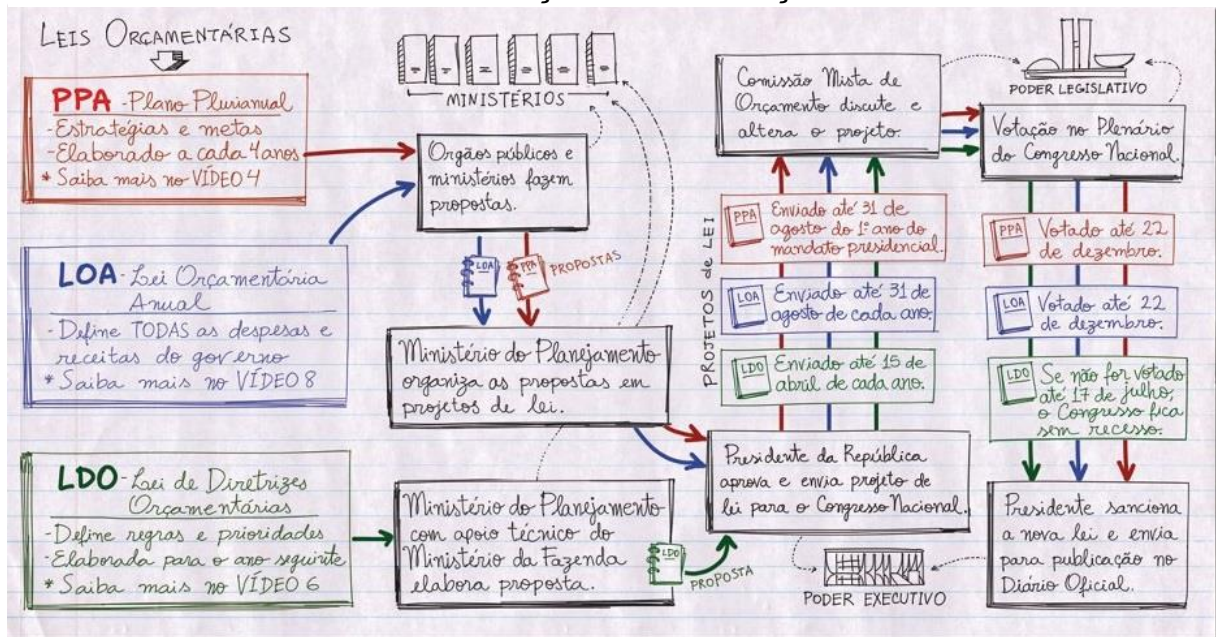 LEIS ORÇAMENTÁRIAS
PPA - Plano Plurianual
-Estratégias e metas
-Elaborado a cada 4 anos
* Saiba mais no VÍDEO 4
LOA - Lei Orçamentária
Anual
- Define TODAS as despesas e
receitas do governo
* Saiba mais no VÍDEO 8
LDO - Lei de Diretrizes
Orçamentárias
- Define regras e prioridades
-Elaborada para o ano seguinte
* Saiba mais no VÍDEO 6
MINISTÉRIOS
Orgãos públicos e
ministérios fazem
propostas.
LOA
PPA
PROPOSTAS
Ministério do Planejamento
organiza as propostas em
projetos de lei.
Ministério do Planejamento
com apoio técnico do
Ministério da Fazenda
elabora proposta.
LDO
PROPOSTA
Presidente da República
aprova e envia projeto de
lei para o Congresso Nacional.
PODER EXECUTIVO
PROJETOS de LEI
PPA
Enviado até 31 de
agosto do 1º ano do
mandato presidencial.
LOA
Enviado até 31 de
agosto de cada ano.
LDO
Enviado até 15 de
abril de cada ano.
Comissão Mista de
Orçamento discute e
altera o projeto.
PODER LEGISLATIVO
Votação no Plenário
do Congresso Nacional.
PPA
Votado até 22
de dezembro.
LOA
Votado até 22
de dezembro.
LDO
Se não for votado
até 17 de julho,
o Congresso fica
sem recesso.
Presidente sanciona
a nova lei e envia
para publicação no
Diário Oficial.